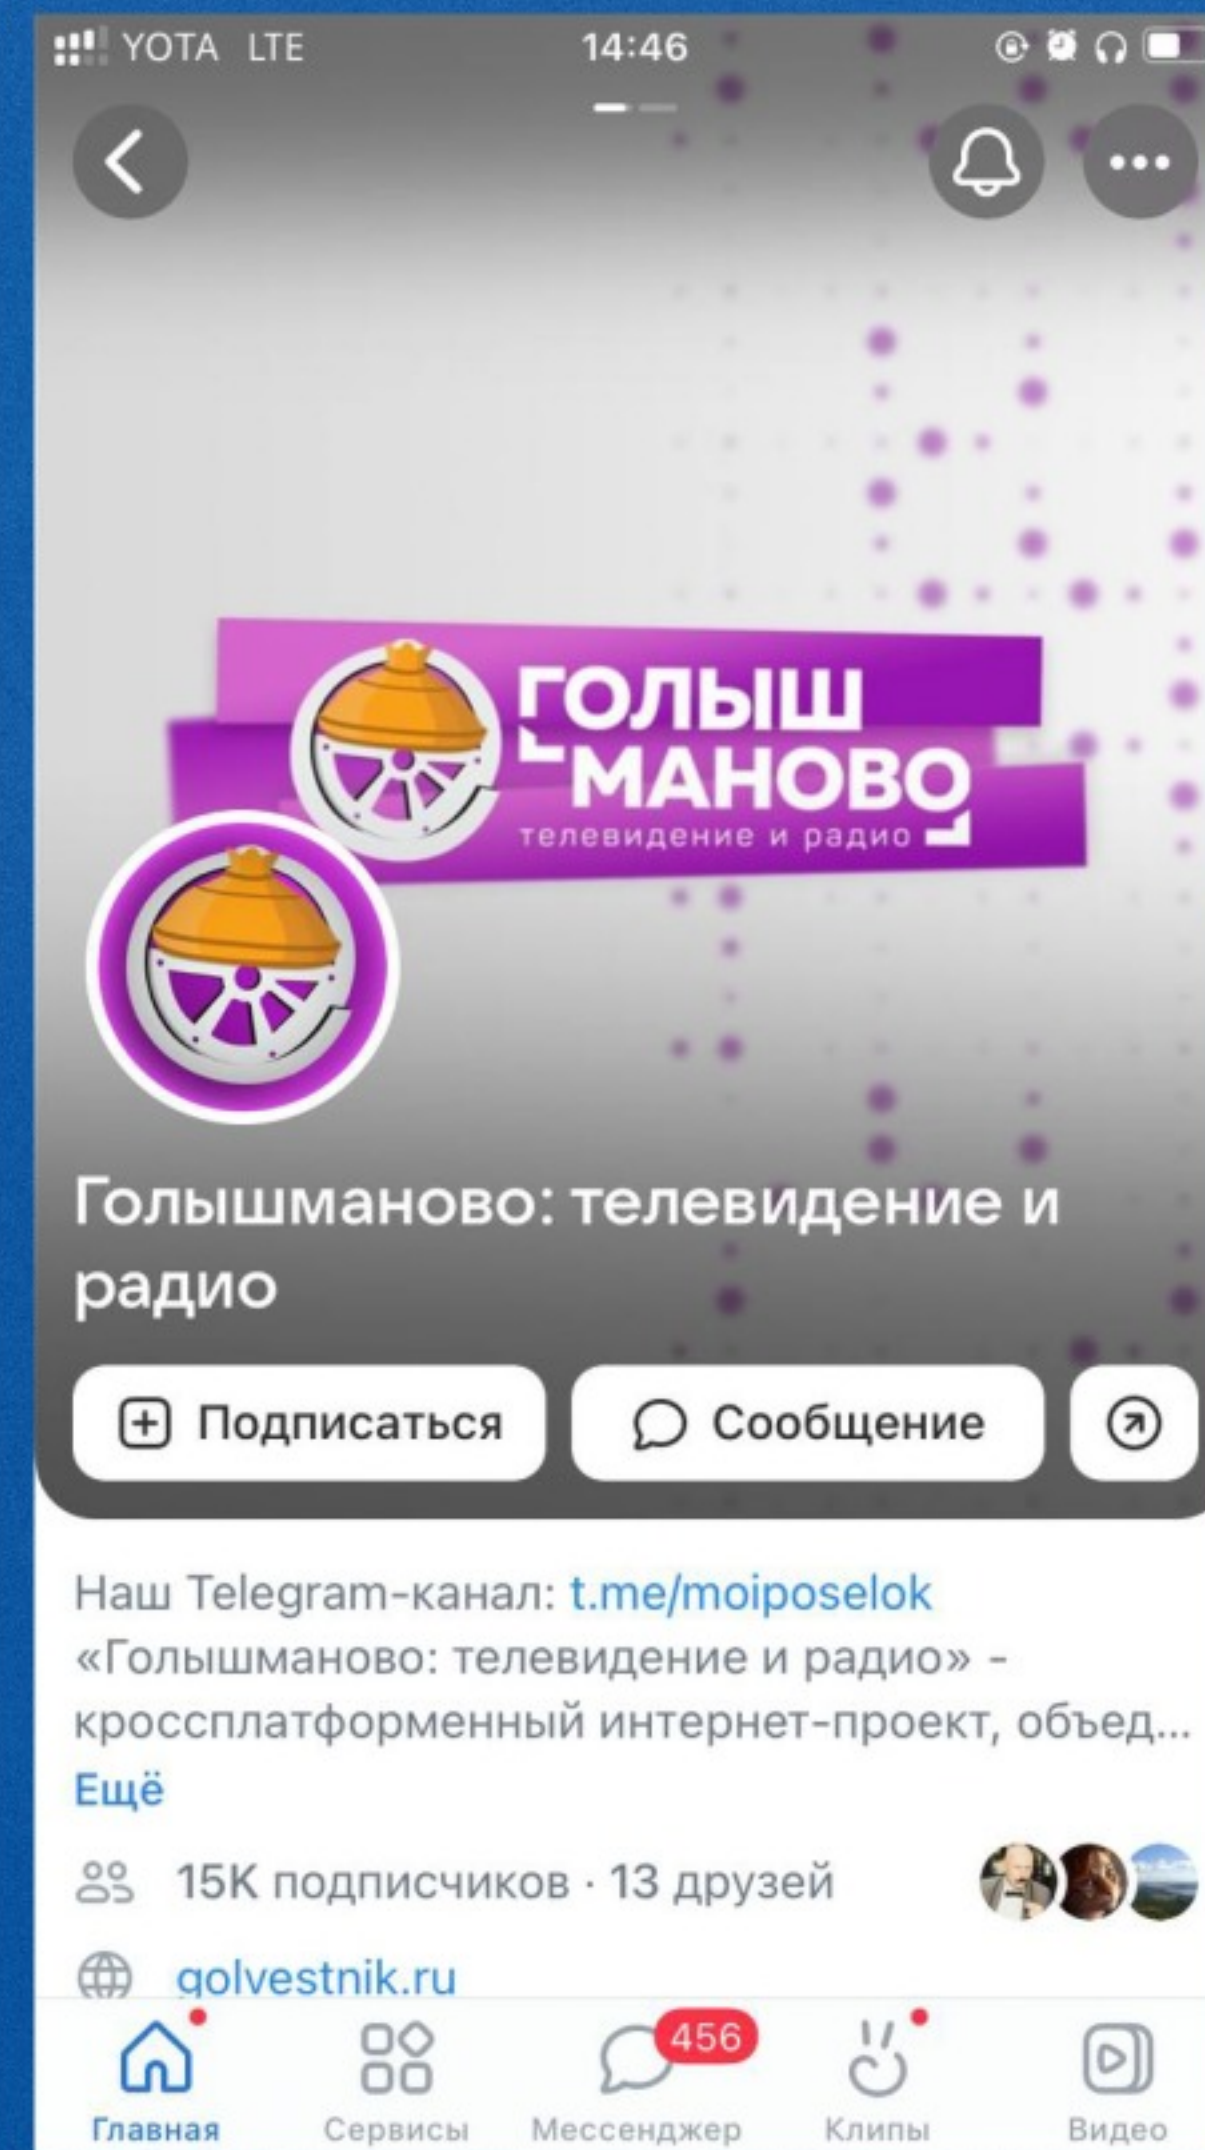 YOTA LTE 14:46
ГОЛЫШ
МАНОВО
телевидение и радио
Голышманово: телевидение и
радио
Подписаться Сообщение
Наш Telegram-канал: t.me/moiposelok
«Голышманово: телевидение и радио» -
кроссплатформенный интернет-проект, объед...
Ещё
15K подписчиков · 13 друзей
golvestnik.ru
456
Главная Сервисы Мессенджер Клипы Видео